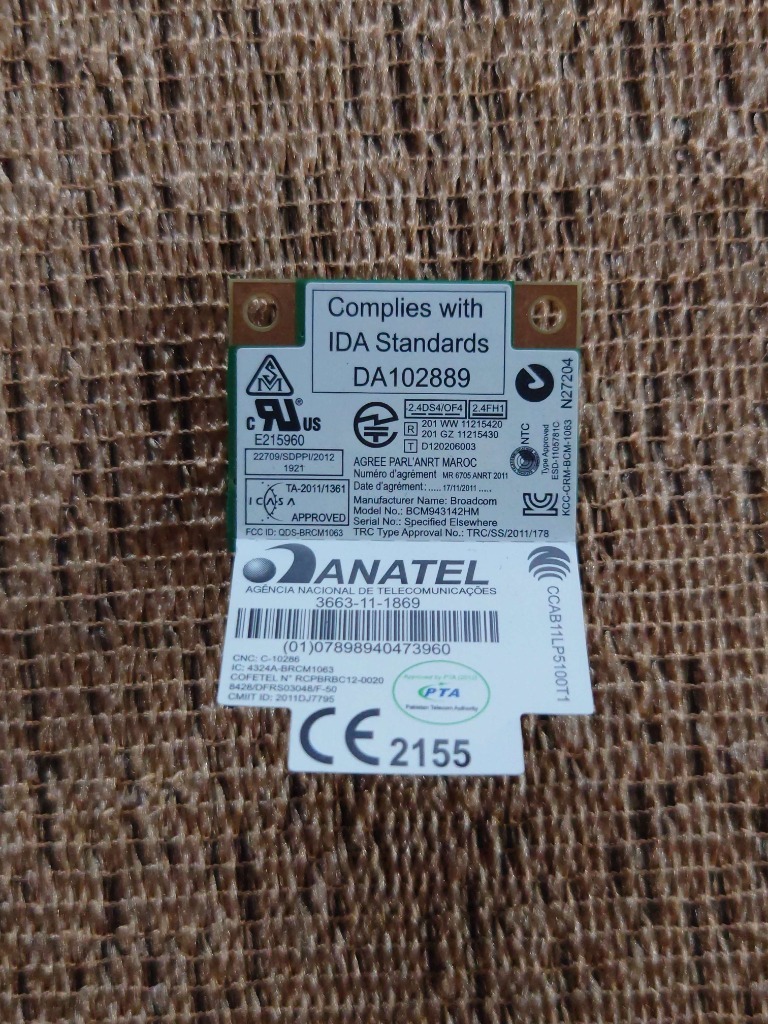 Complies with
IDA Standards
DA102889
N27204
c RU US
E215960
22709/SDPPI/2012
1921
ICASA
TA-2011/1361
APPROVED
FCC ID: QDS-BRCM1063
2.4DS4/OF4 2.4FH1
R 201 WW 11215420
201 GZ 11215430
T D120206003
AGREE PARL'ANRT MAROC
Numéro d'agrément MR 6705 ANRT 2011
Date d'agrément: ..... 17/11/2011 .....
Manufacturer Name: Broadcom
Model No.: BCM943142HM
Serial No.: Specified Elsewhere
TRC Type Approval No.: TRC/SS/2011/178
NTC
Type Approved
ESD-1105781C
KCC-CRM-BCM-1063
ANATEL
AGÊNCIA NACIONAL DE TELECOMUNICAÇÕES
3663-11-1869
(01)07898940473960
CNC: C-10286
IC: 4324A-BRCM1063
COFETEL N° RCPBRBC12-0020
8428/DFRS03048/F-50
CMIIT ID: 2011DJ7795
PTA
Pakistan Telecom Authority
CCAB11LP5100T1
CE 2155